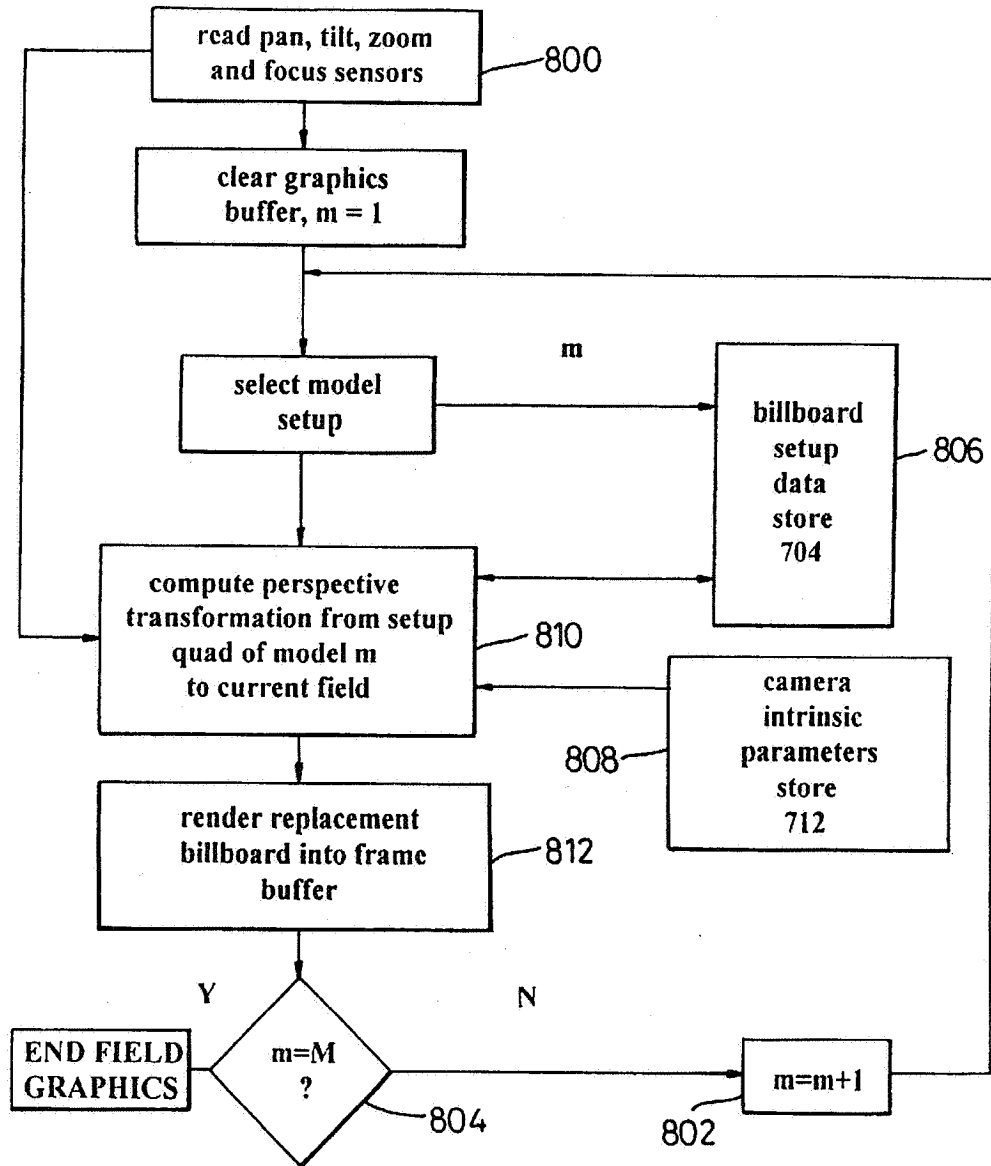 read pan, tilt, zoom
and focus sensors
800
clear graphics
buffer, m = 1
m
select model
setup
billboard
setup
data
store
704
806
compute perspective
transformation from setup
quad of model m
to current field
810
camera
intrinsic
parameters
store
712
808
render replacement
billboard into frame
buffer
812
Y
N
END FIELD
GRAPHICS
m=M
?
804
m=m+1
802